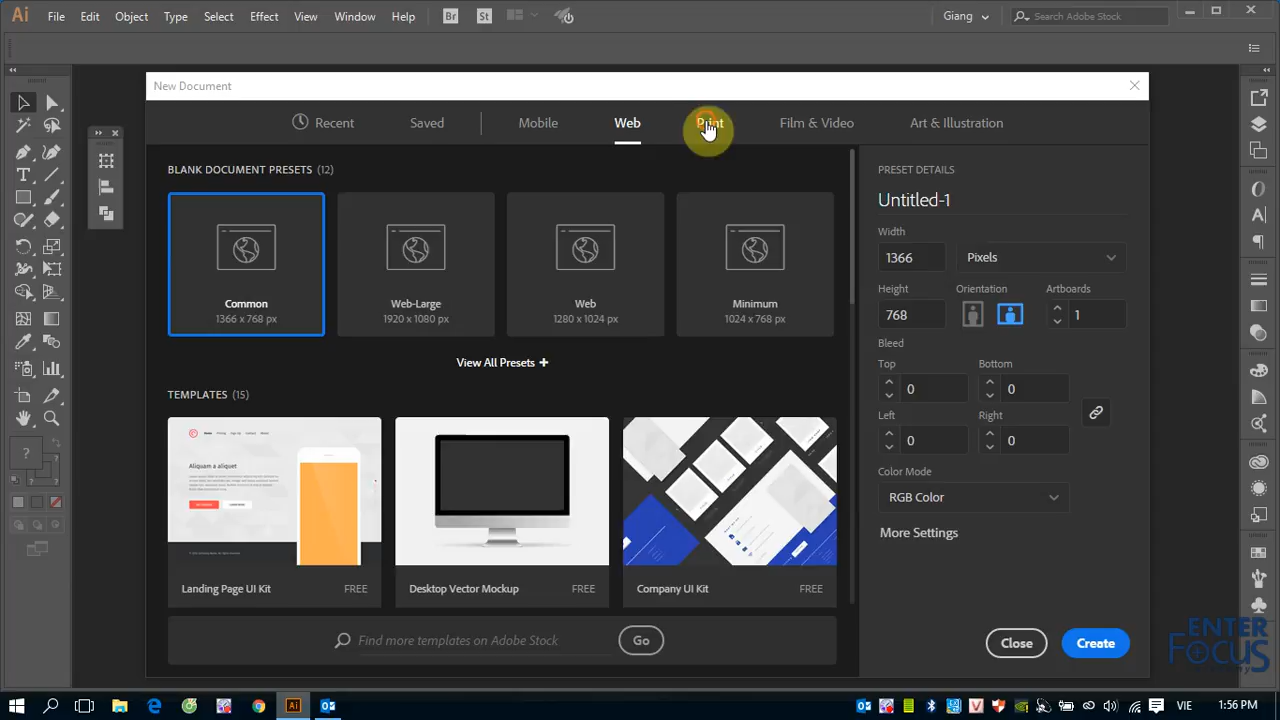 Ai File Edit Object Type Select Effect View Window Help Br St Giang Search Adobe Stock
New Document
Recent Saved Mobile Web Print Film & Video Art & Illustration
BLANK DOCUMENT PRESETS (12)
Common
1366 x 768 px
Web-Large
1920 x 1080 px
Web
1280 x 1024 px
Minimum
1024 x 768 px
View All Presets +
TEMPLATES (15)
Aliquam a aliquet
Landing Page UI Kit FREE
Desktop Vector Mockup FREE
Company UI Kit FREE
Find more templates on Adobe Stock Go
PRESET DETAILS
Untitled-1
Width
1366 Pixels
Height Orientation Artboards
768 1
Bleed
Top Bottom
0 0
Left Right
0 0
Color Mode
RGB Color
More Settings
Close Create
ENTER
FOCUS
VIE 1:56 PM